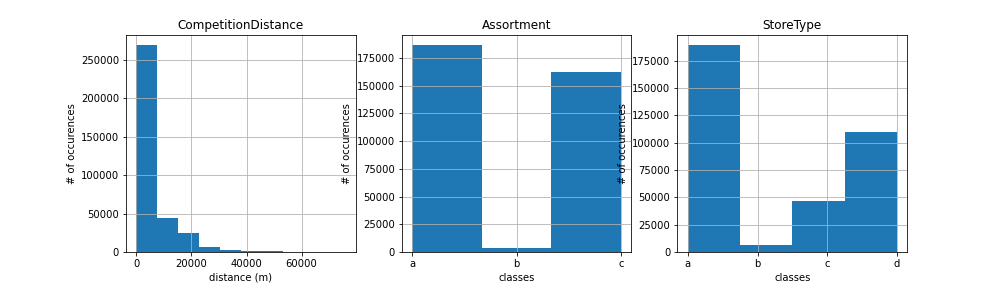 CompetitionDistance
# of occurences
250000
200000
150000
100000
50000
0
0 20000 40000 60000
distance (m)
Assortment
# of occurences
175000
150000
125000
100000
75000
50000
25000
0
a b c
classes
StoreType
# of occurences
175000
150000
125000
100000
75000
50000
25000
0
a b c d
classes